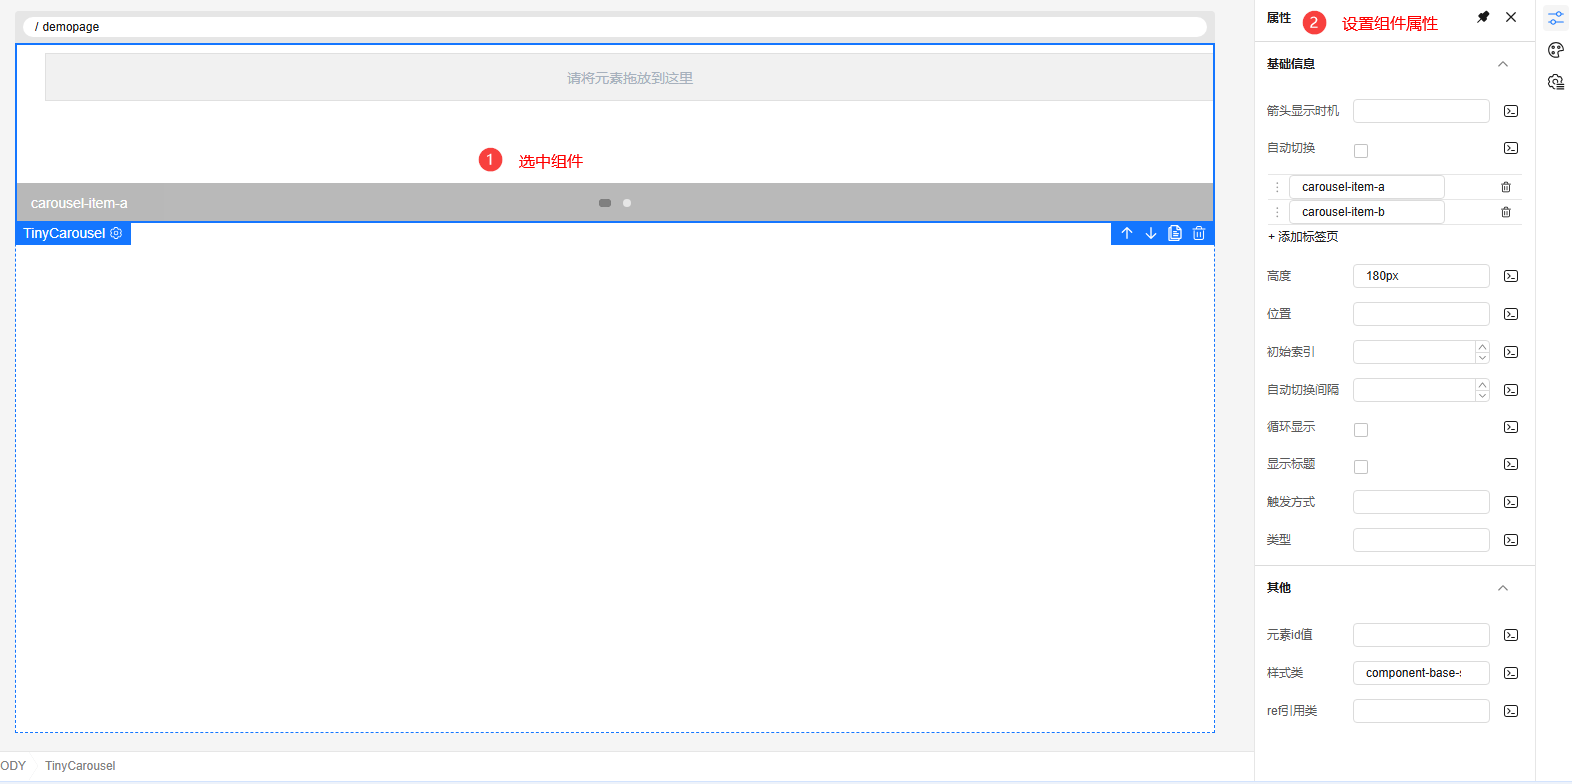 / demopage
请将元素拖放到这里
1 选中组件
carousel-item-a
TinyCarousel
ODY TinyCarousel
属性 2 设置组件属性
基础信息
箭头显示时机
自动切换
carousel-item-a
carousel-item-b
+ 添加标签页
高度 180px
位置
初始索引
自动切换间隔
循环显示
显示标题
触发方式
类型
其他
元素id值
样式类 component-base-s
ref引用类